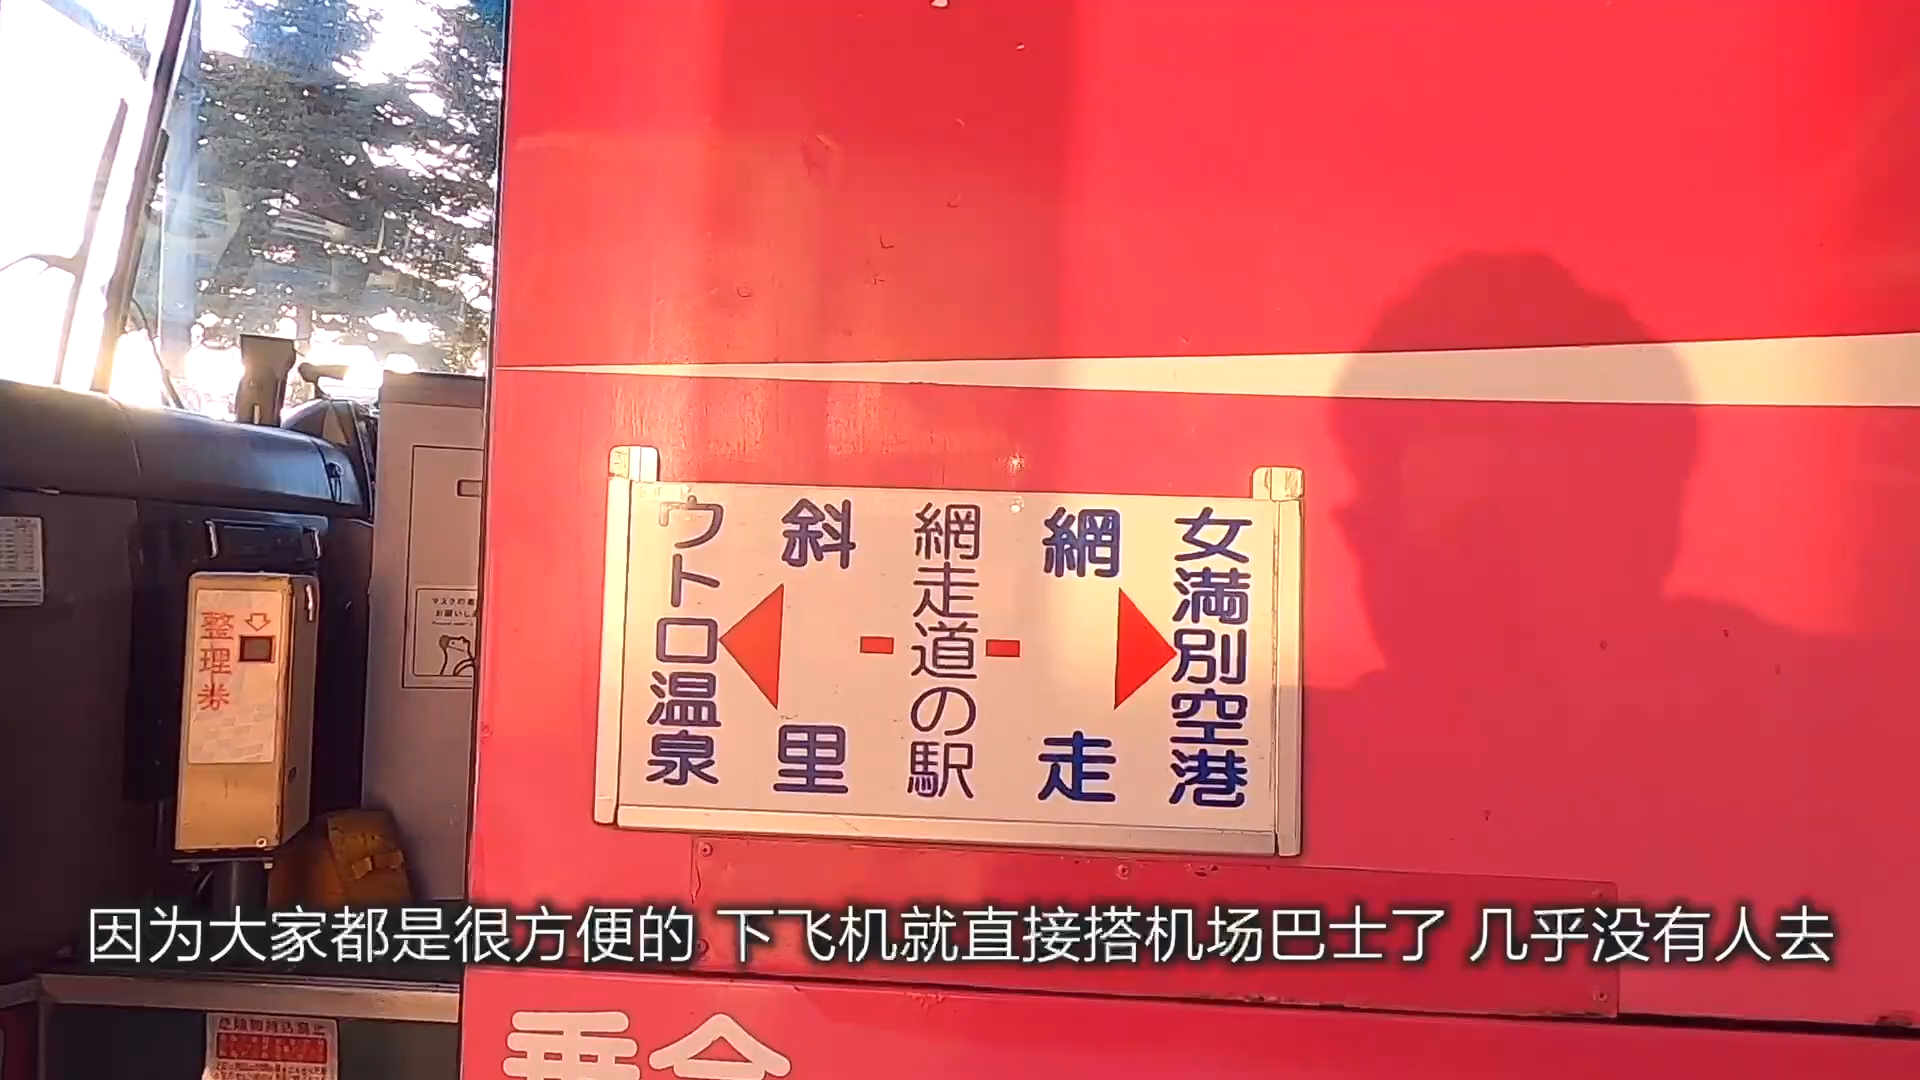 ウトロ温泉
斜里
網走道の駅
網走
女満別空港
整理券
因为大家都是很方便的 下飞机就直接搭机场巴士了 几乎没有人去
乗合